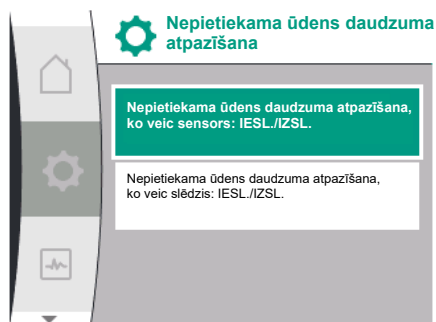 Nepietiekama ūdens daudzuma
atpazīšana
Nepietiekama ūdens daudzuma atpazīšana,
ko veic sensors: IESL./IZSL.
Nepietiekama ūdens daudzuma atpazīšana,
ko veic slēdzis: IESL./IZSL.